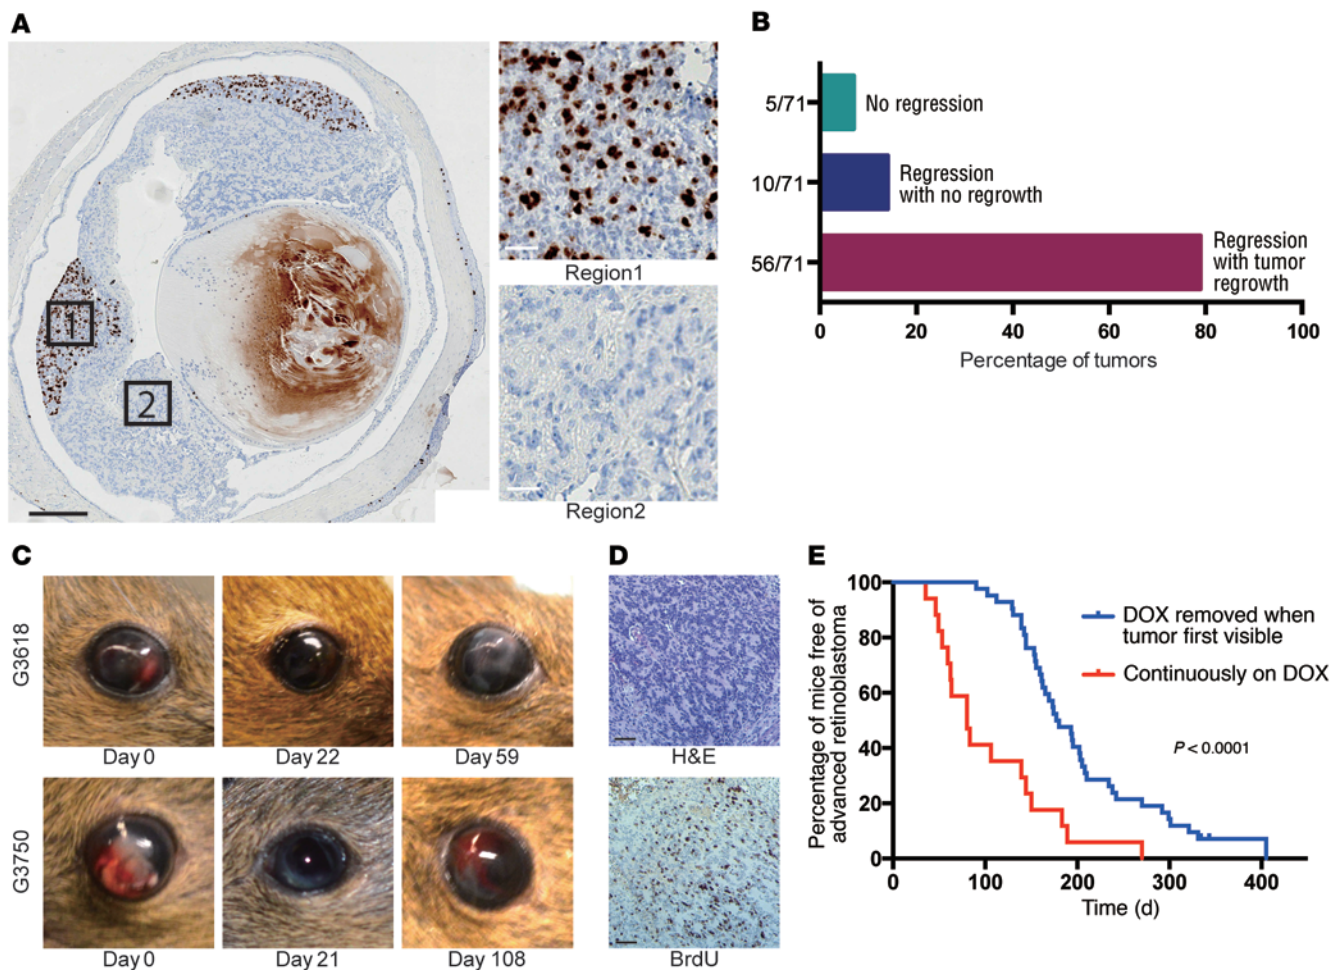 A
1
2
Region1
Region2
B
5/71
No regression
10/71
Regression
with no regrowth
56/71
Regression
with tumor
regrowth
0 20 40 60 80 100
Percentage of tumors
C
G3618
Day 0
Day 22
Day 59
G3750
Day 0
Day 21
Day 108
D
H&E
BrdU
E
Percentage of mice free of
advanced retinoblastoma
100
80
60
40
20
0
DOX removed when
tumor first visible
Continuously on DOX
P < 0.0001
0 100 200 300 400
Time (d)